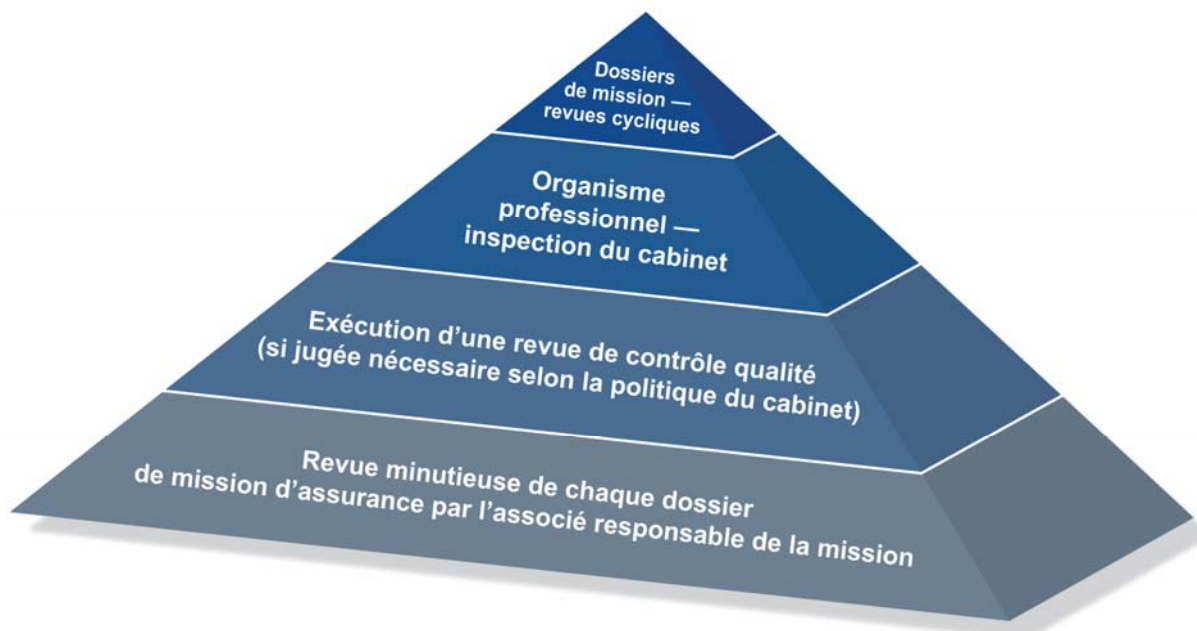 Dossiers
de mission —
revues cycliques
Organisme
professionnel —
inspection du cabinet
Exécution d’une revue de contrôle qualité
(si jugée nécessaire selon la politique du cabinet)
Revue minutieuse de chaque dossier
de mission d’assurance par l’associé responsable de la mission